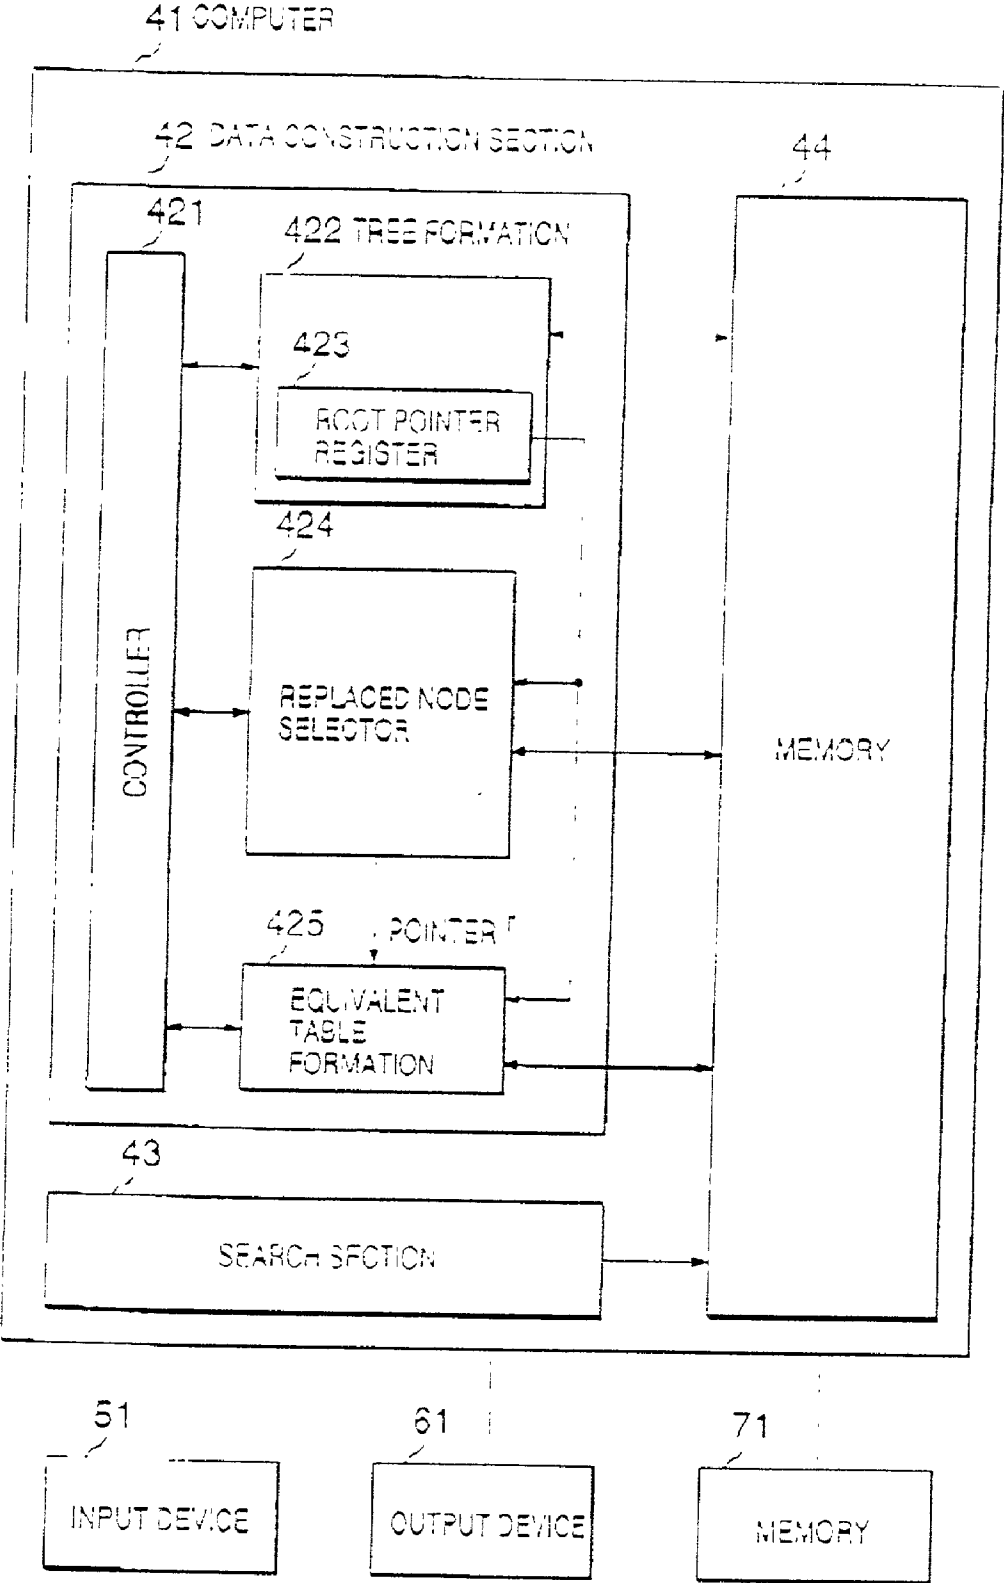 41 COMPUTER
42 DATA CONSTRUCTION SECTION
44
421
422 TREE FORMATION
423
ROOT POINTER
REGISTER
424
CONTROLLER
REPLACED NODE
SELECTOR
MEMORY
425
POINTER
EQUIVALENT
TABLE
FORMATION
43
SEARCH SECTION
51
61
71
INPUT DEVICE
OUTPUT DEVICE
MEMORY